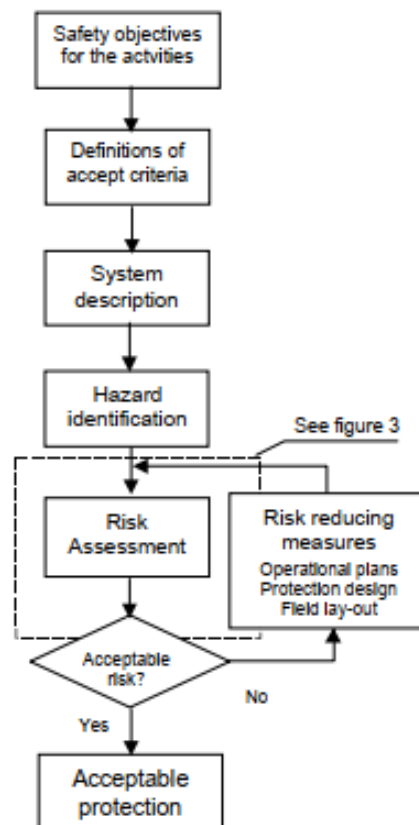 Safety objectives
for the actvities
Definitions of
accept criteria
System
description
Hazard
identification
See figure 3
Risk
Assessment
Risk reducing
measures
Operational plans
Protection design
Field lay-out
Acceptable
risk?
No
Yes
Acceptable
protection